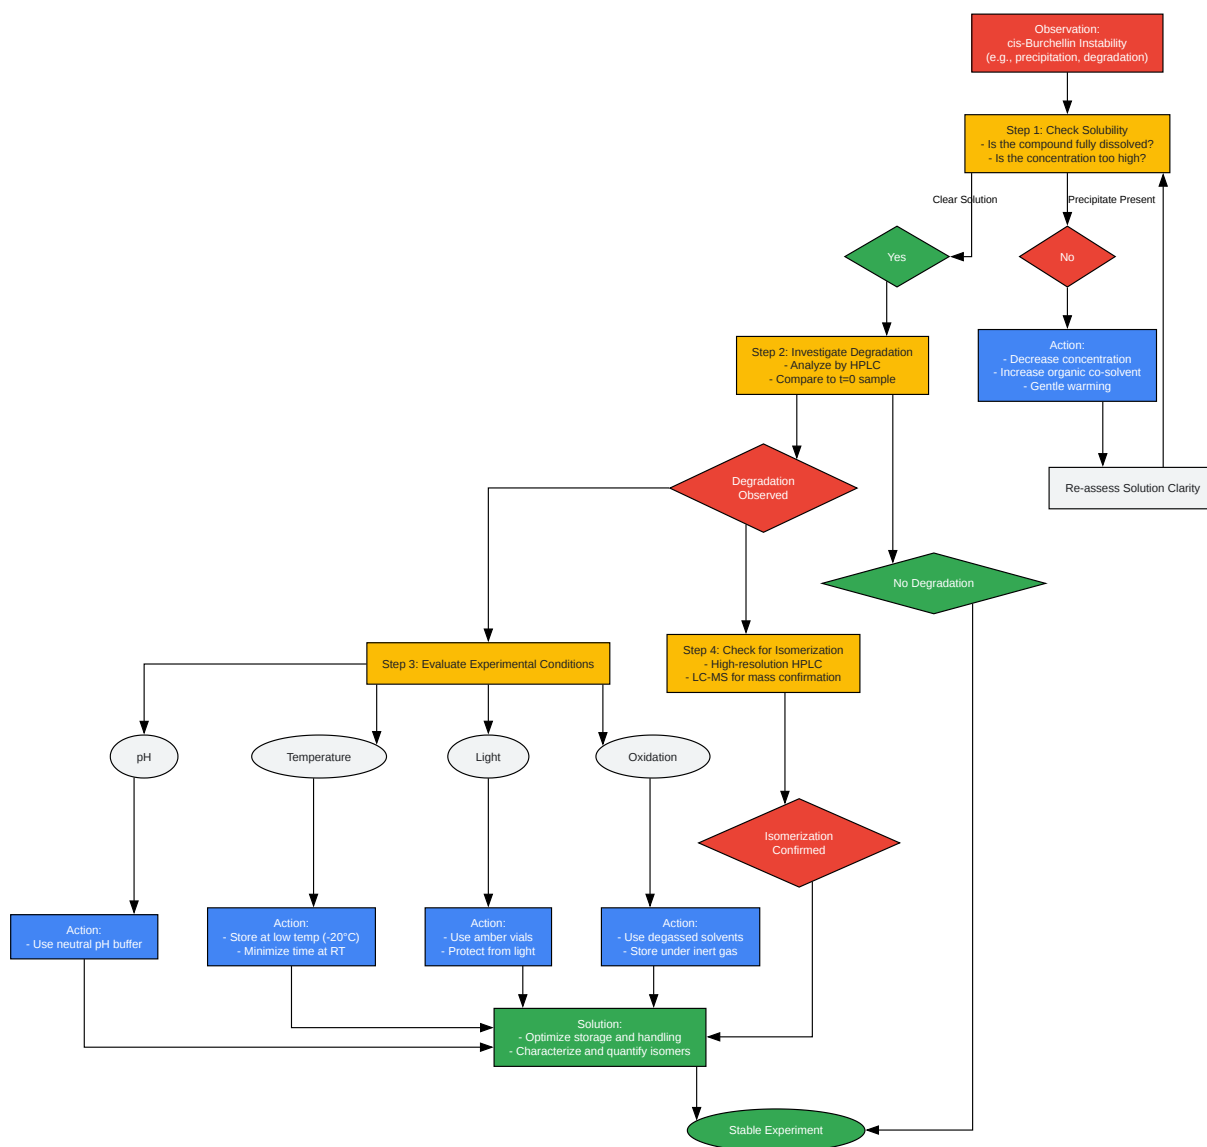 Observation:
cis-Burchellin Instability
(e.g., precipitation, degradation)
Step 1: Check Solubility
- Is the compound fully dissolved?
- Is the concentration too high?
Clear Solution
Precipitate Present
Yes
No
Step 2: Investigate Degradation
- Analyze by HPLC
- Compare to t=0 sample
Action:
- Decrease concentration
- Increase organic co-solvent
- Gentle warming
Degradation
Observed
Re-assess Solution Clarity
No Degradation
Step 3: Evaluate Experimental Conditions
Step 4: Check for Isomerization
- High-resolution HPLC
- LC-MS for mass confirmation
pH
Temperature
Light
Oxidation
Isomerization
Confirmed
Action:
- Use neutral pH buffer
Action:
- Store at low temp (-20°C)
- Minimize time at RT
Action:
- Use amber vials
- Protect from light
Action:
- Use degassed solvents
- Store under inert gas
Solution:
- Optimize storage and handling
- Characterize and quantify isomers
Stable Experiment